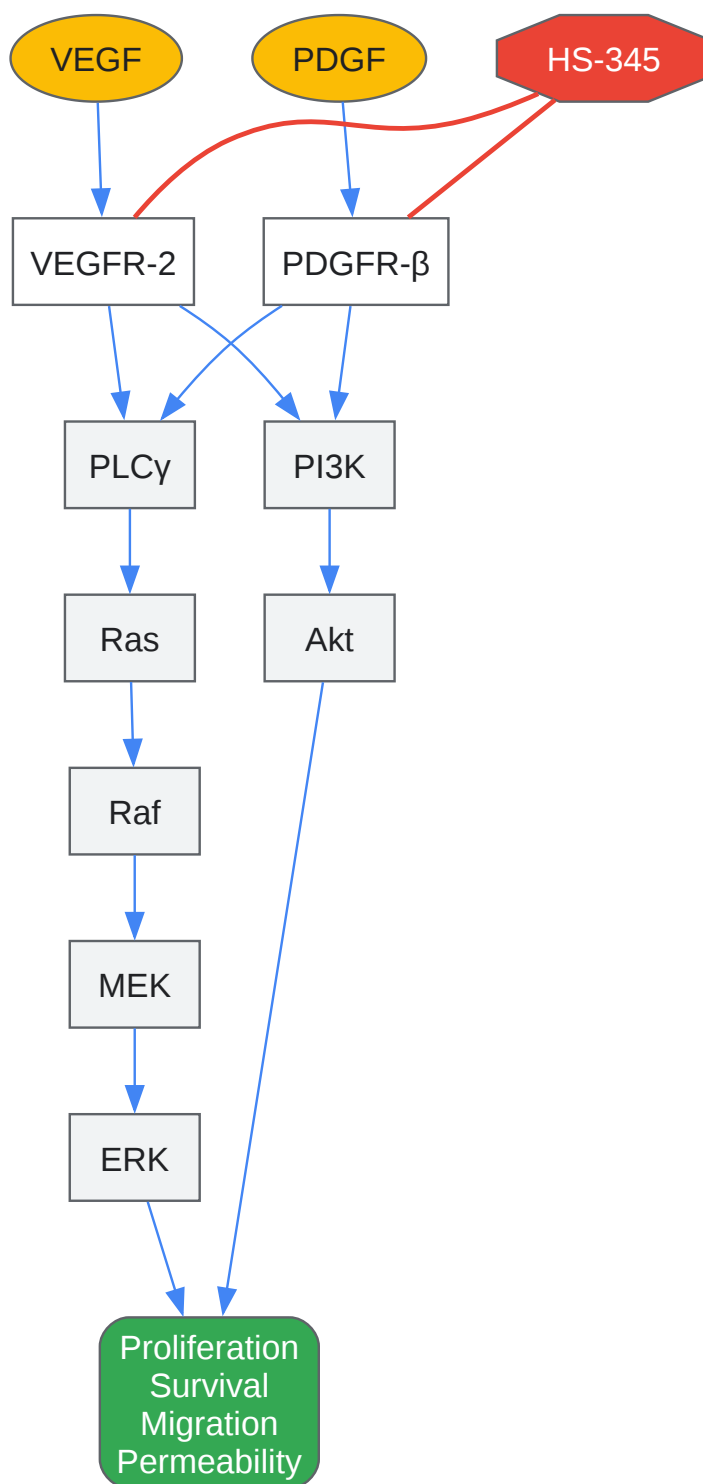 VEGF
PDGF
HS-345
VEGFR-2
PDGFR-β
PLCγ
PI3K
Ras
Akt
Raf
MEK
ERK
Proliferation
Survival
Migration
Permeability